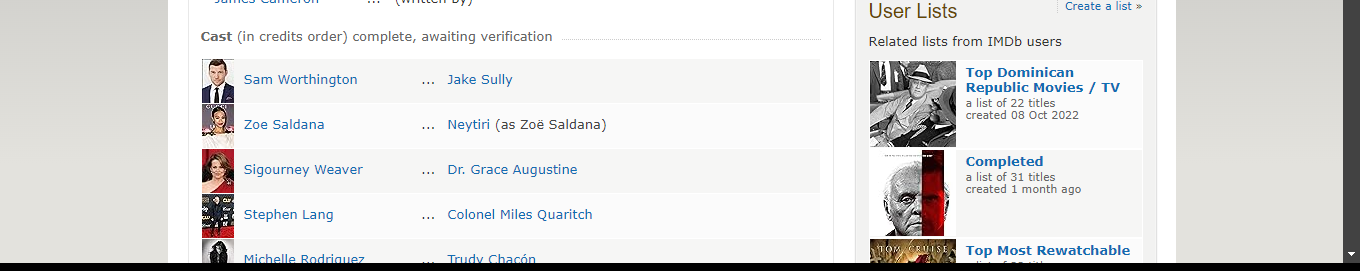 James Cameron ... (written by)
Cast (in credits order) complete, awaiting verification
Sam Worthington ... Jake Sully
Zoe Saldana ... Neytiri (as Zoë Saldana)
Sigourney Weaver ... Dr. Grace Augustine
Stephen Lang ... Colonel Miles Quaritch
Michelle Rodriguez ... Trudy Chacón
User Lists
Create a list »
Related lists from IMDb users
Top Dominican
Republic Movies / TV
a list of 22 titles
created 08 Oct 2022
Completed
a list of 31 titles
created 1 month ago
TOM CRUISE
Top Most Rewatchable